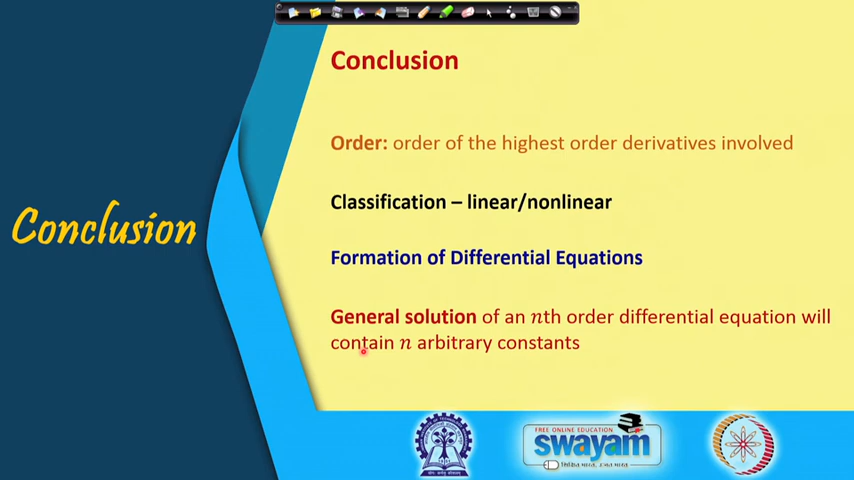 Conclusion
Conclusion
Order: order of the highest order derivatives involved
Classification – linear/nonlinear
Formation of Differential Equations
General solution of an nth order differential equation will
contain n arbitrary constants
FREE ONLINE EDUCATION
swayam